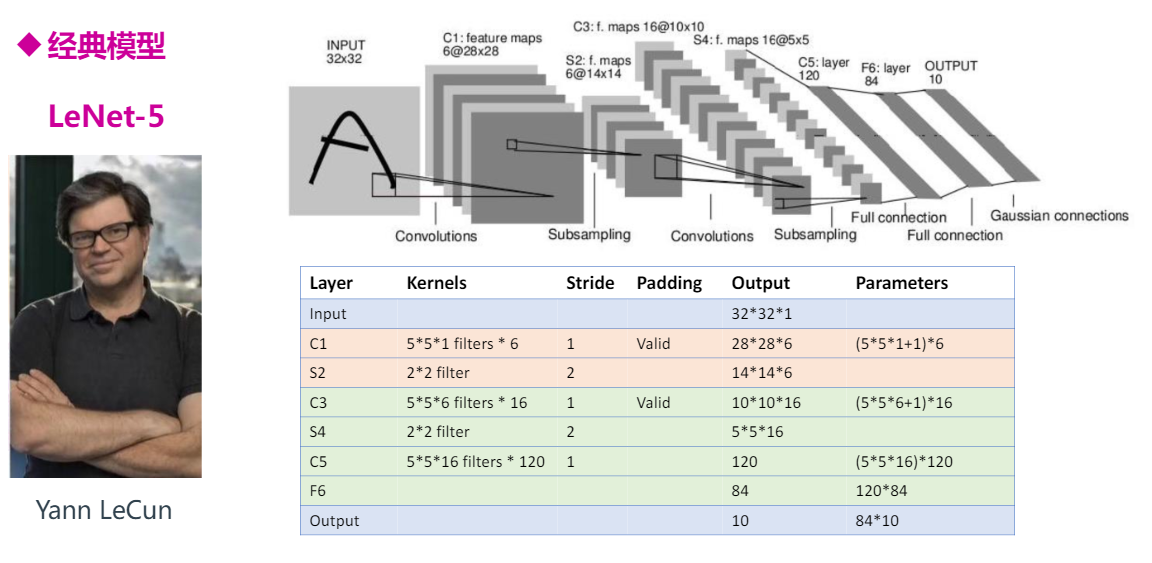 ◆ 经典模型
LeNet-5
Yann LeCun
INPUT
32x32
C1: feature maps
6@28x28
S2: f. maps
6@14x14
C3: f. maps 16@10x10
S4: f. maps 16@5x5
C5: layer
120
F6: layer
84
OUTPUT
10
Convolutions
Subsampling
Convolutions
Subsampling
Full connection
Full connection
Gaussian connections
Layer Kernels Stride Padding Output Parameters
Input 32*32*1
C1 5*5*1 filters * 6 1 Valid 28*28*6 (5*5*1+1)*6
S2 2*2 filter 2 14*14*6
C3 5*5*6 filters * 16 1 Valid 10*10*16 (5*5*6+1)*16
S4 2*2 filter 2 5*5*16
C5 5*5*16 filters * 120 1 120 (5*5*16)*120
F6 84 120*84
Output 10 84*10